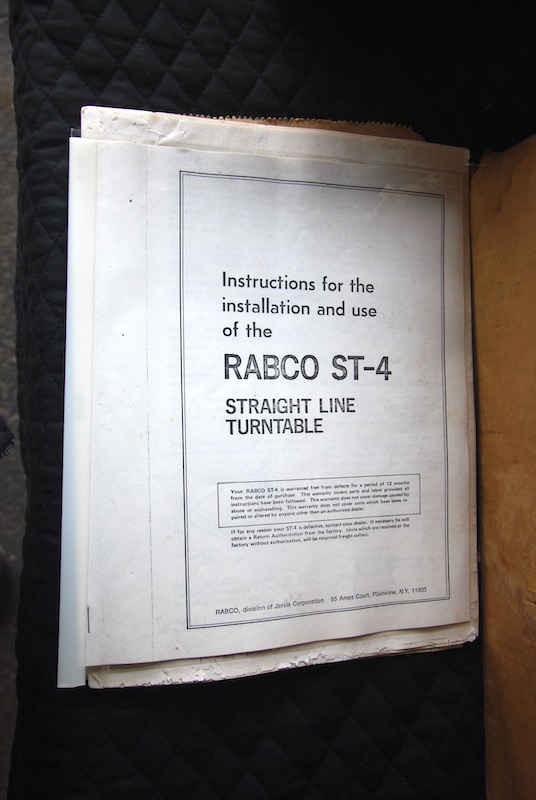 Instructions for the
installation and use
of the
RABCO ST-4
STRAIGHT LINE
TURNTABLE
Your RABCO ST-4 is warranted free from defects for a period of 12 months
from the date of purchase. This warranty covers parts and labor provided all
instructions have been followed. This warranty does not cover damage caused by
abuse or mishandling. This warranty does not cover units which have been re-
paired or altered by anyone other than an authorized dealer.
If for any reason your ST-4 is defective, contact your dealer. If necessary he will
obtain a Return Authorization from the factory. Units which are received at the
factory without authorization, will be returned freight collect.
RABCO, division of Jervis Corporation 55 Ames Court, Plainview, N.Y. 11803